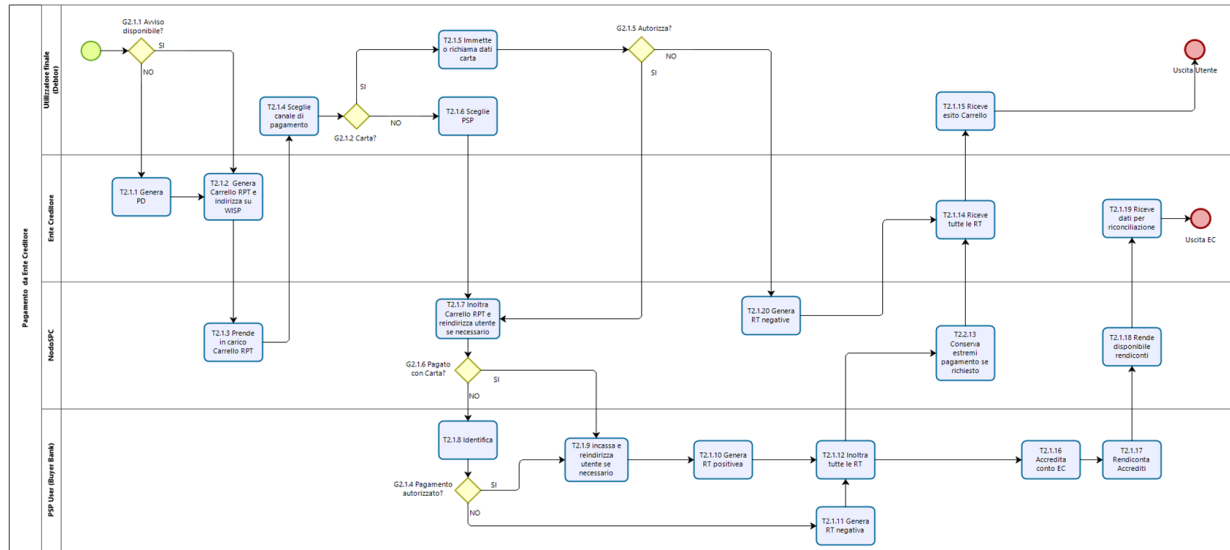 Pagamento da Ente Creditore
Utilizzatore finale
(Debtor)
G2.1.1 Avviso
disponibile?
SI
NO
T2.1.4 Sceglie
canale di
pagamento
SI
G2.1.2 Carta?
NO
T2.1.5 Immette
o richiama dati
carta
T2.1.6 Sceglie
PSP
G2.1.5 Autorizza?
NO
SI
T2.1.15 Riceve
esito Carrello
Uscita Utente
Ente Creditore
T2.1.1 Genera
PD
T2.1.2 Genera
Carrello RPT e
indirizza su
WISP
T2.1.14 Riceve
tutte le RT
T2.1.19 Riceve
dati per
riconciliazione
Uscita EC
NodoSPC
T2.1.3 Prende
in carico
Carrello RPT
T2.1.7 Inoltra
Carrello RPT e
reindirizza utente
se necessario
G2.1.6 Pagato
con Carta?
SI
NO
T2.1.20 Genera
RT negative
T2.2.13
Conserva
estremi
pagamento se
richiesto
T2.1.18 Rende
disponibile
rendiconti
PSP User (Buyer Bank)
T2.1.8 Identifica
G2.1.4 Pagamento
autorizzato?
SI
NO
T2.1.9 incassa e
reindirizza
utente se
necessario
T2.1.10 Genera
RT positivea
T2.1.12 Inoltra
tutte le RT
T2.1.11 Genera
RT negativa
T2.1.16
Accredita
conto EC
T2.1.17
Rendiconta
Accrediti